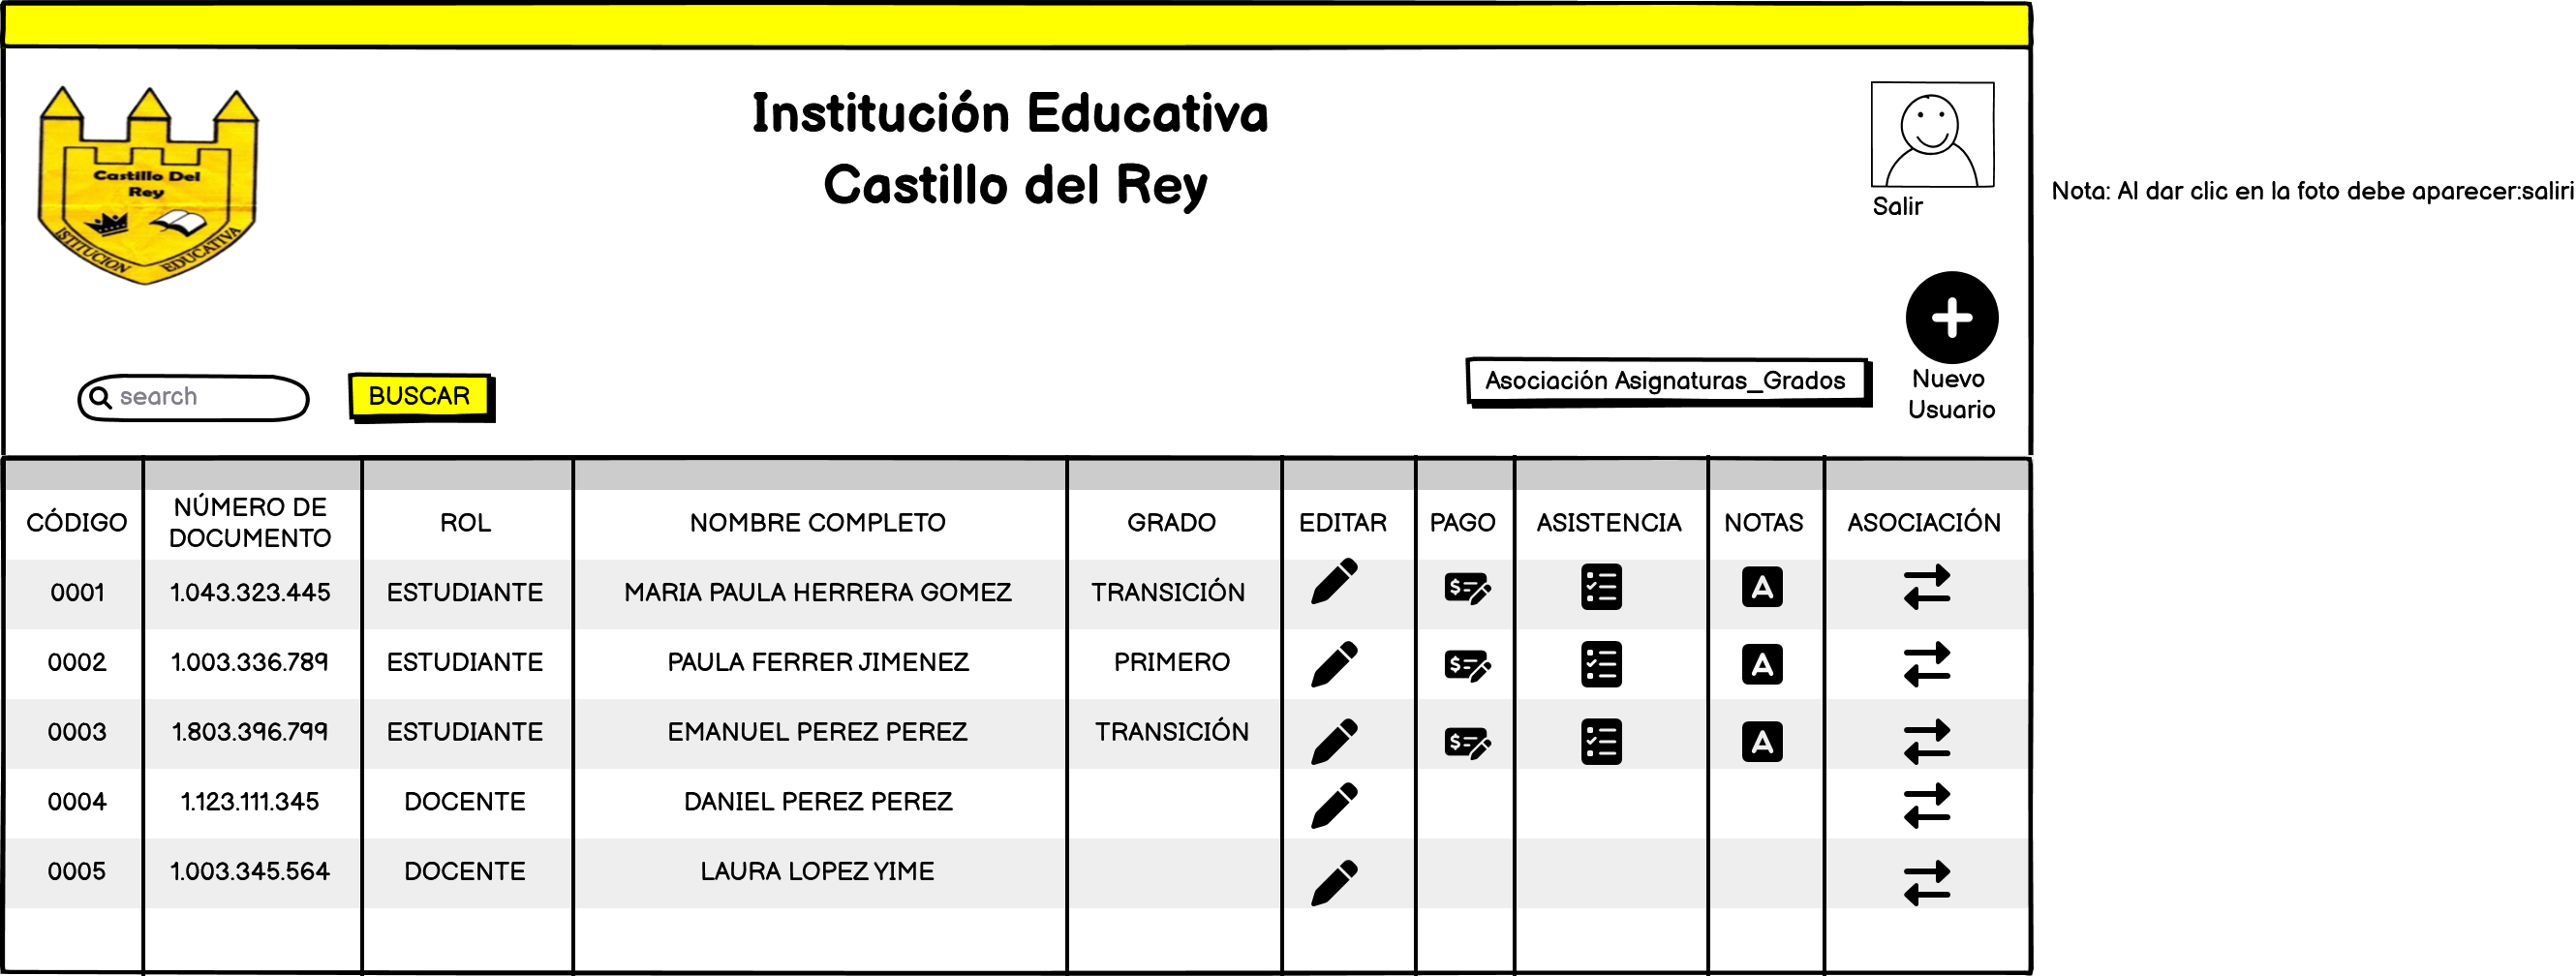 Institución Educativa
Castillo del Rey
Castillo Del
Rey
ISTITUCION EDUCATIVA
Salir
Nota: Al dar clic en la foto debe aparecer:saliri
search
BUSCAR
Asociación Asignaturas_Grados
Nuevo
Usuario
CÓDIGO NÚMERO DE DOCUMENTO ROL NOMBRE COMPLETO GRADO EDITAR PAGO ASISTENCIA NOTAS ASOCIACIÓN
0001 1.043.323.445 ESTUDIANTE MARIA PAULA HERRERA GOMEZ TRANSICIÓN $ A
0002 1.003.336.789 ESTUDIANTE PAULA FERRER JIMENEZ PRIMERO $ A
0003 1.803.396.799 ESTUDIANTE EMANUEL PEREZ PEREZ TRANSICIÓN $ A
0004 1.123.111.345 DOCENTE DANIEL PEREZ PEREZ
0005 1.003.345.564 DOCENTE LAURA LOPEZ YIME